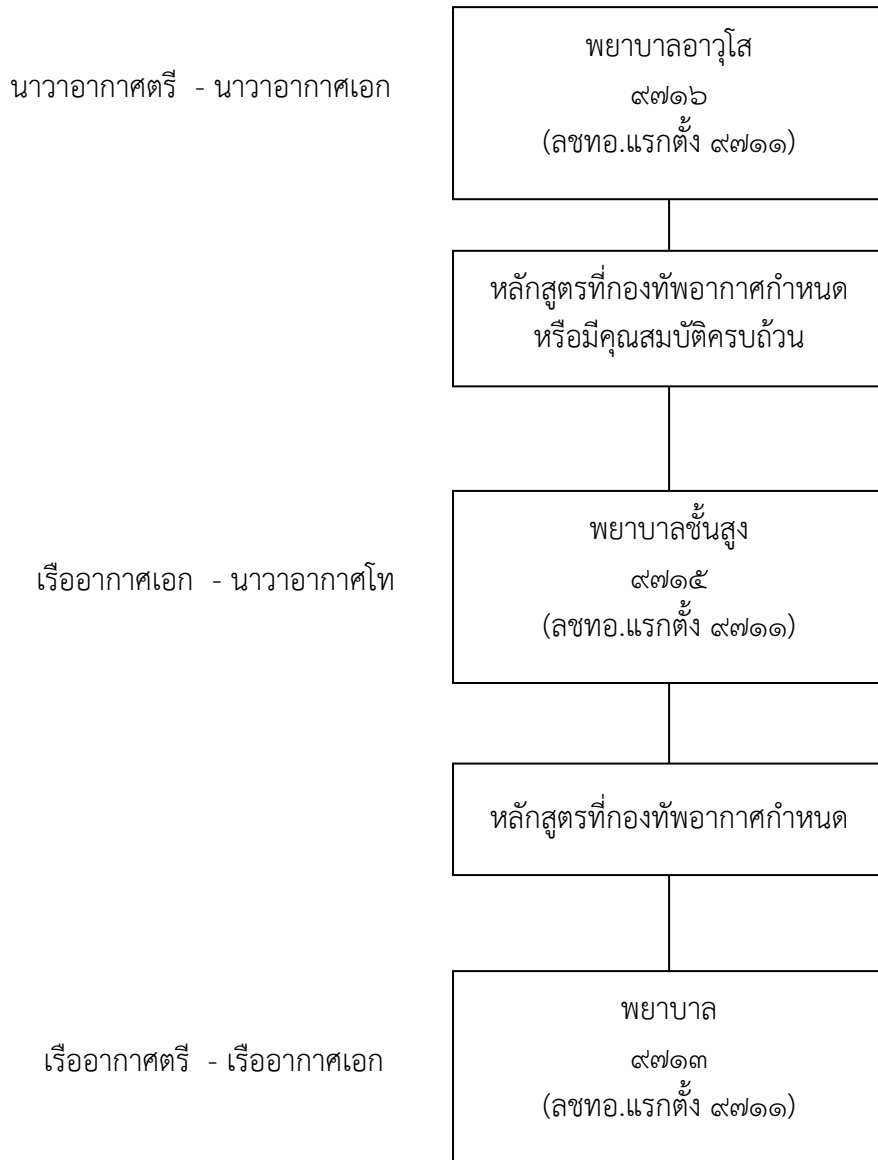 พยาบาลอาวุโส
นาวาอากาศตรี - นาวาอากาศเอก
๙๗๑๖
(ลชทอ.แรกตั้ง ๙๗๑๑)
หลักสูตรที่กองทัพอากาศกำหนด
หรือมีคุณสมบัติครบถ้วน
พยาบาลชั้นสูง
เรืออากาศเอก - นาวาอากาศโท
๙๗๑๕
(ลชทอ.แรกตั้ง ๙๗๑๑)
หลักสูตรที่กองทัพอากาศกำหนด
พยาบาล
เรืออากาศตรี - เรืออากาศเอก
๙๗๑๓
(ลชทอ.แรกตั้ง ๙๗๑๑)